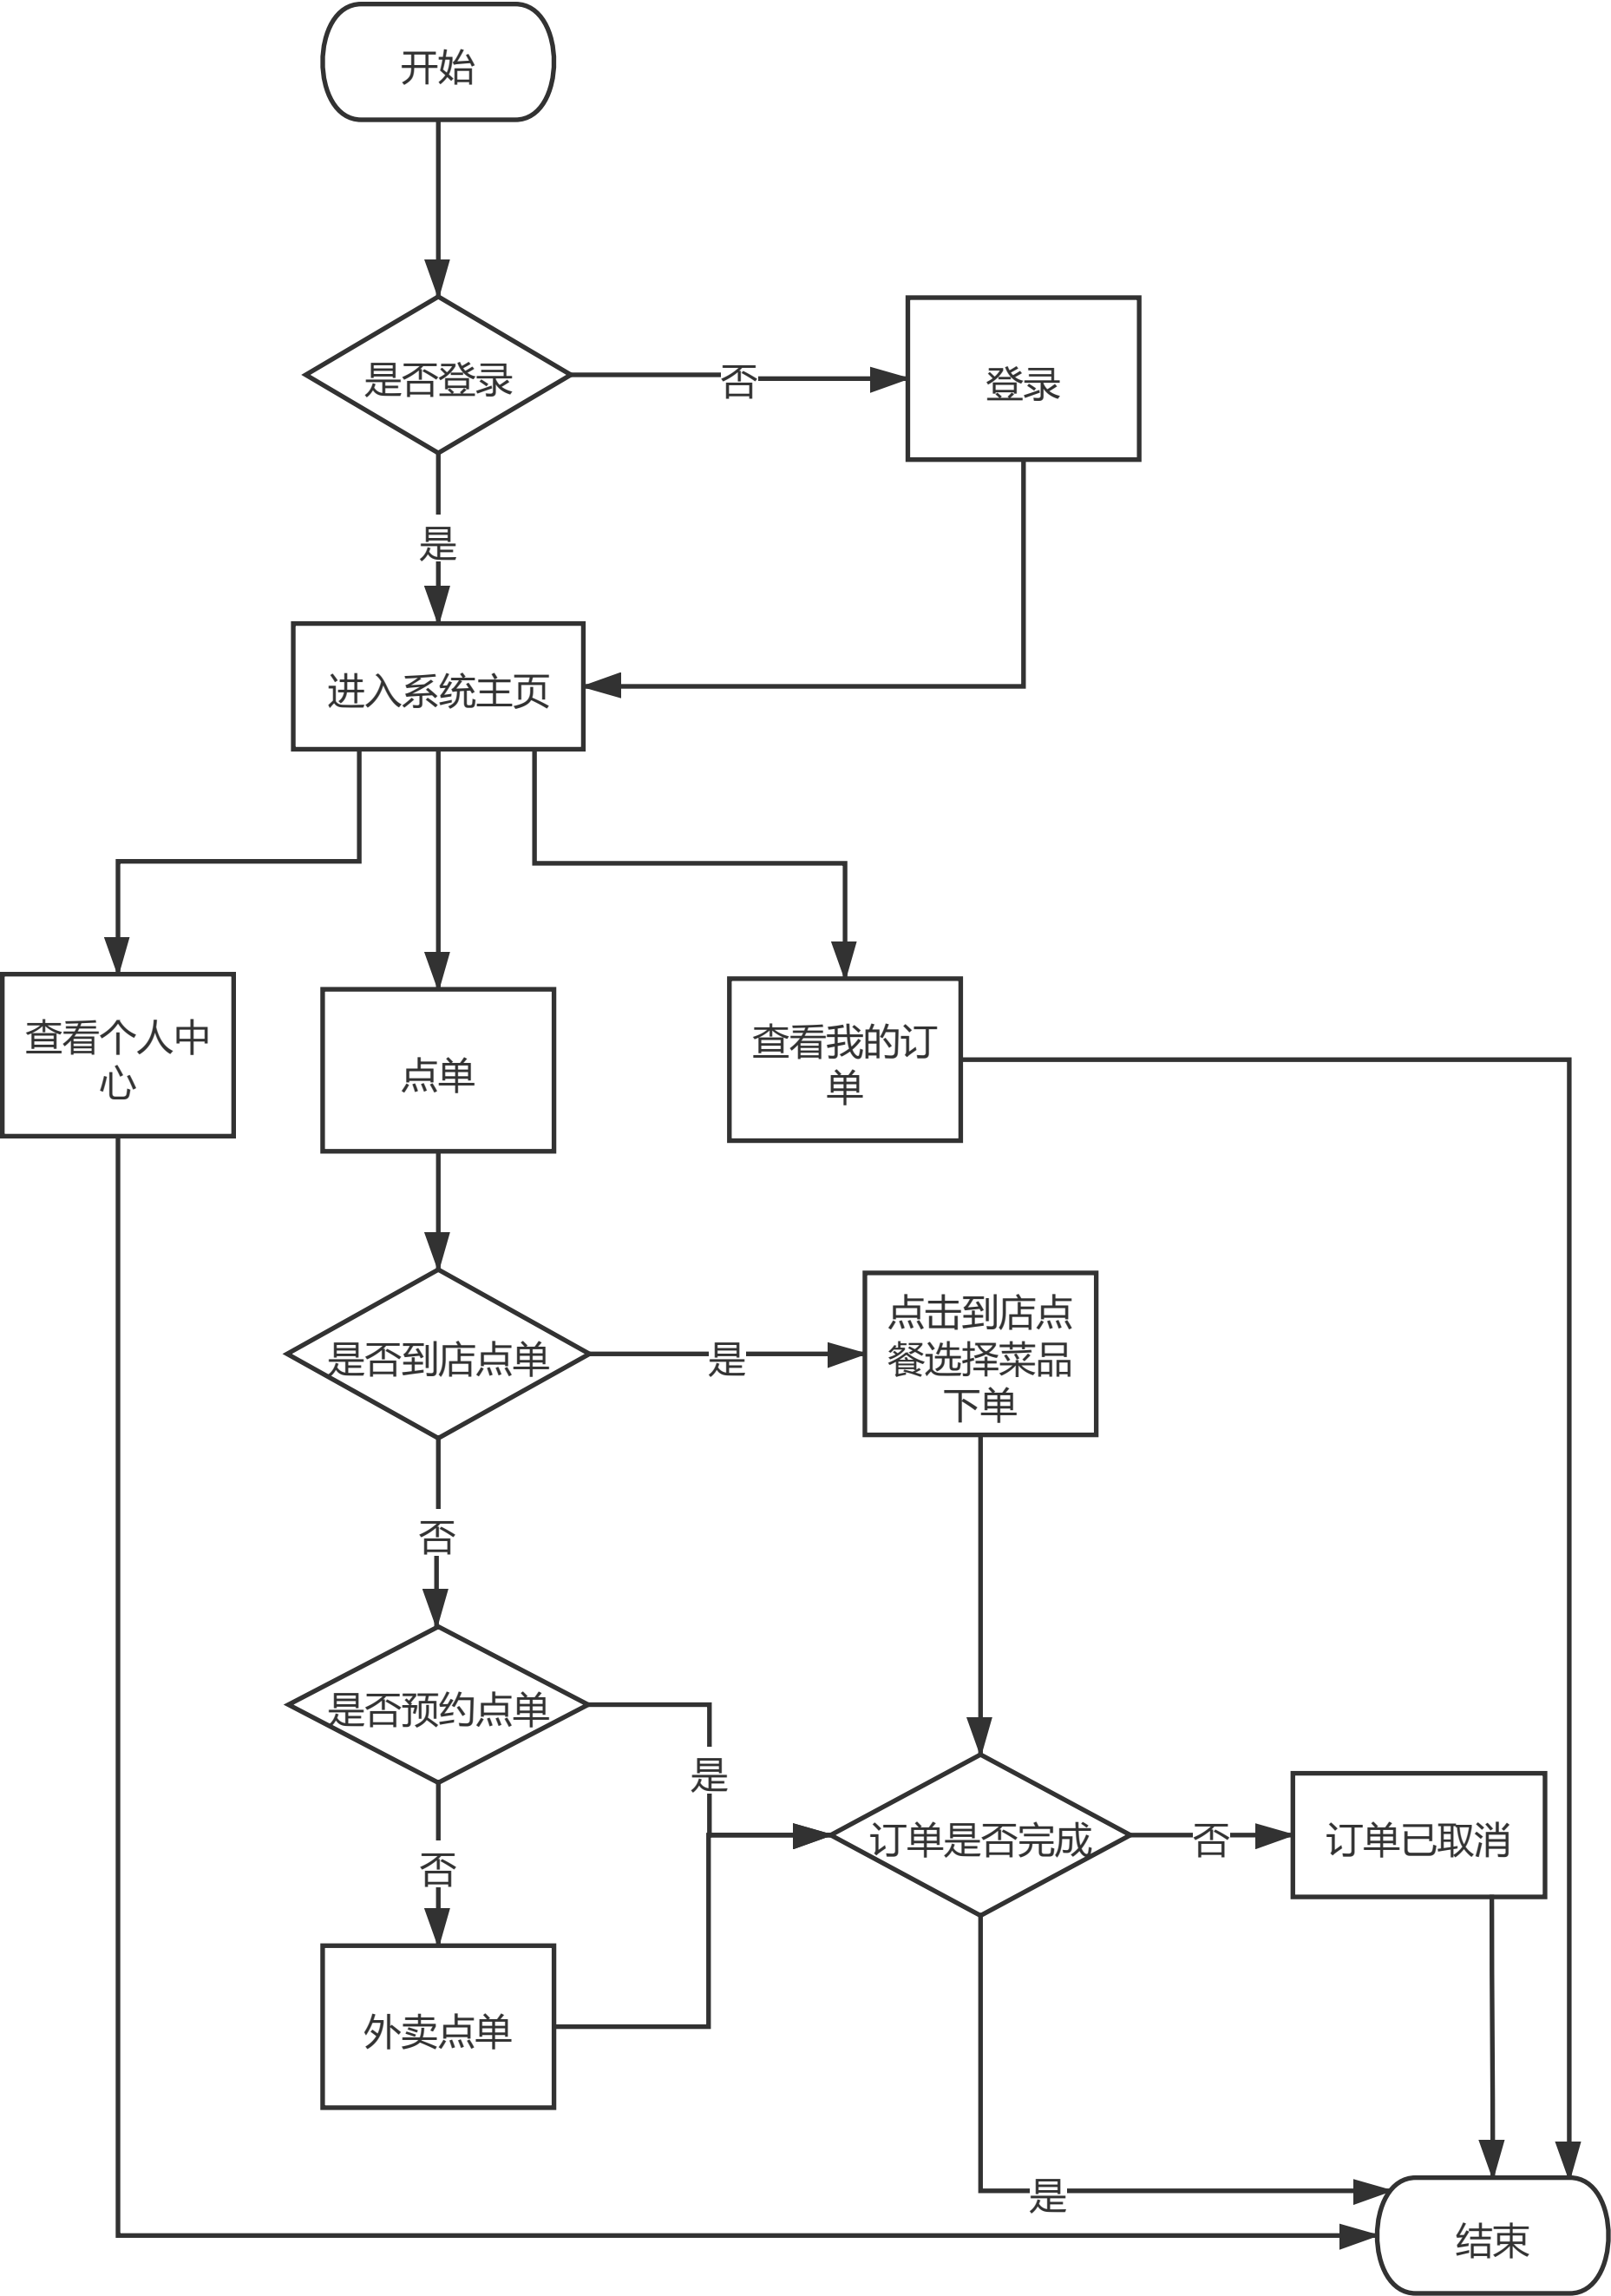 开始
是否登录
否
登录
是
进入系统主页
查看个人中
心
点单
查看我的订
单
是否到店点单
是
点击到店点
餐选择菜品
下单
否
是否预约点单
是
订单是否完成
否
订单已取消
否
外卖点单
是
结束